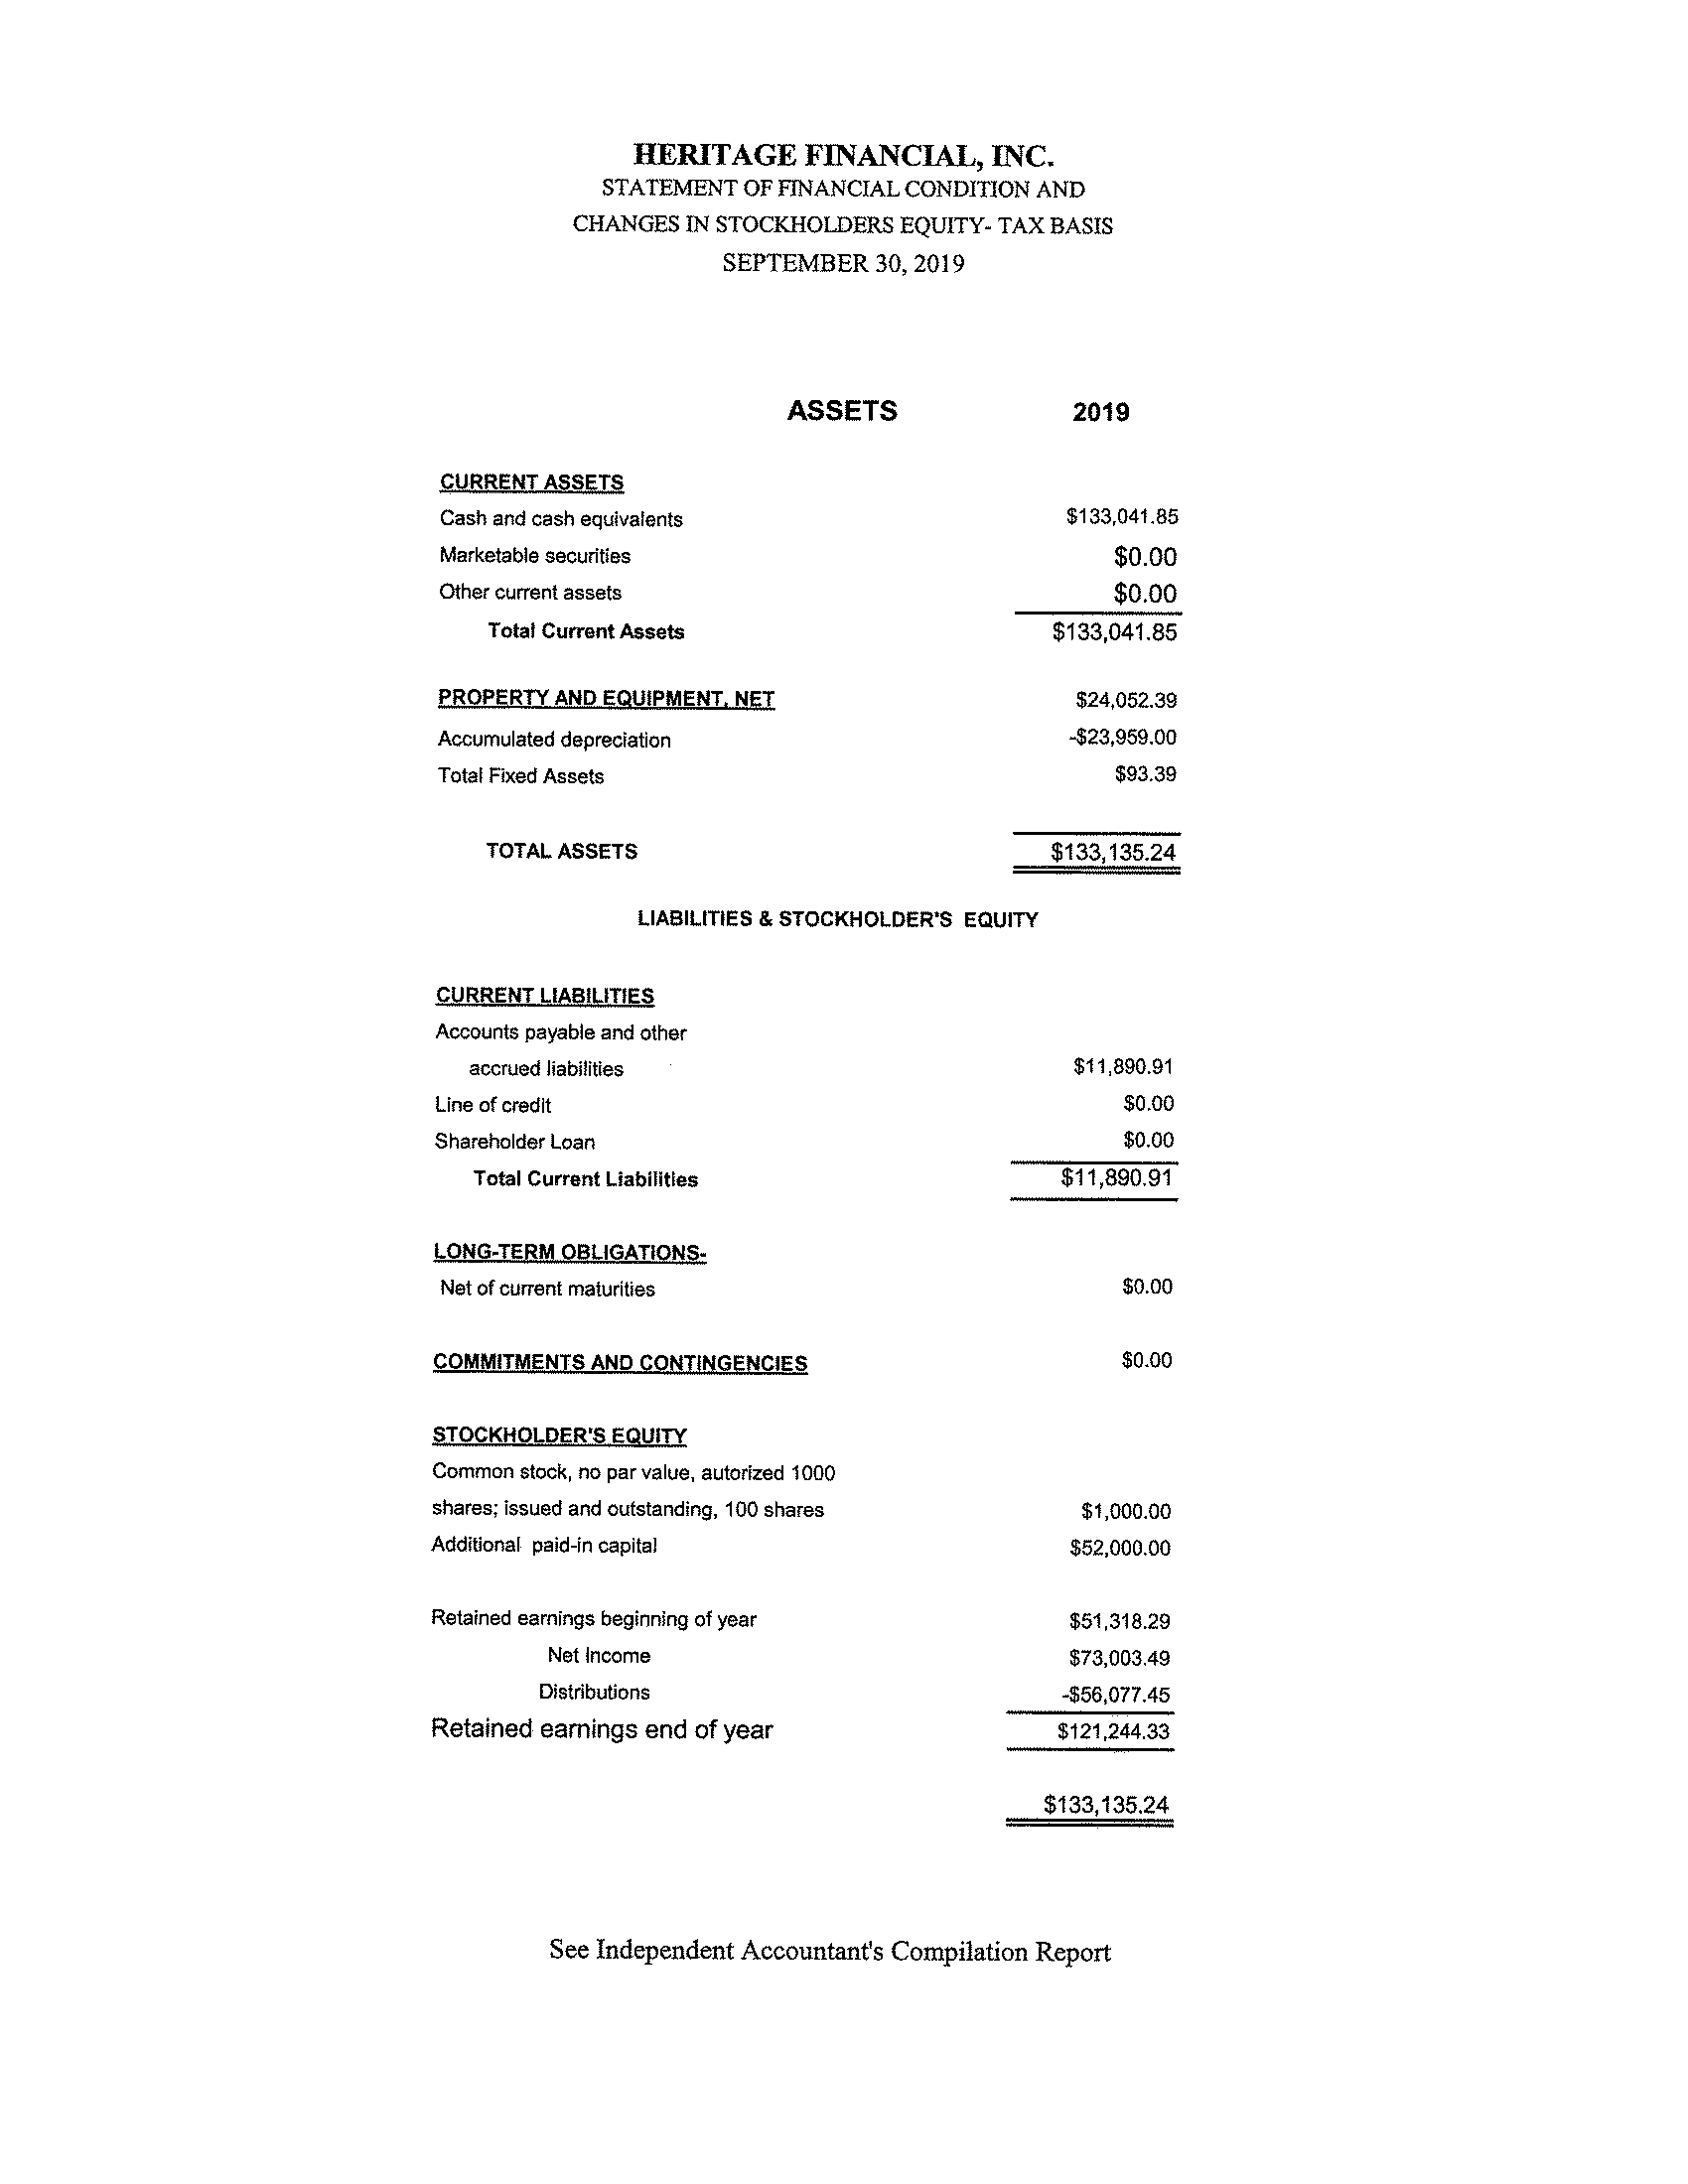 HERITAGE FINANCIAL, INC.
STATEMENT OF FINANCIAL CONDITION AND
CHANGES IN STOCKHOLDERS EQUITY- TAX BASIS
SEPTEMBER 30, 2019
ASSETS 2019
CURRENT ASSETS
Cash and cash equivalents $133,041.85
Marketable securities $0.00
Other current assets $0.00
Total Current Assets $133,041.85
PROPERTY AND EQUIPMENT, NET $24,052.39
Accumulated depreciation -$23,959.00
Total Fixed Assets $93.39
TOTAL ASSETS $133,135.24
LIABILITIES & STOCKHOLDER'S EQUITY
CURRENT LIABILITIES
Accounts payable and other
accrued liabilities $11,890.91
Line of credit $0.00
Shareholder Loan $0.00
Total Current Liabilities $11,890.91
LONG-TERM OBLIGATIONS-
Net of current maturities $0.00
COMMITMENTS AND CONTINGENCIES $0.00
STOCKHOLDER'S EQUITY
Common stock, no par value, autorized 1000
shares; issued and outstanding, 100 shares $1,000.00
Additional paid-in capital $52,000.00
Retained earnings beginning of year $51,318.29
Net Income $73,003.49
Distributions -$56,077.45
Retained earnings end of year $121,244.33
$133,135.24
See Independent Accountant's Compilation Report